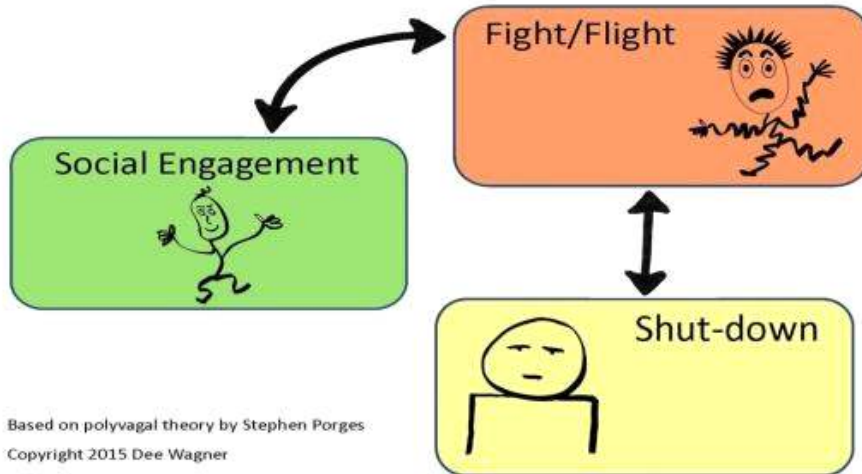 Fight/Flight
Social Engagement
Shut-down
Based on polyvagal theory by Stephen Porges
Copyright 2015 Dee Wagner